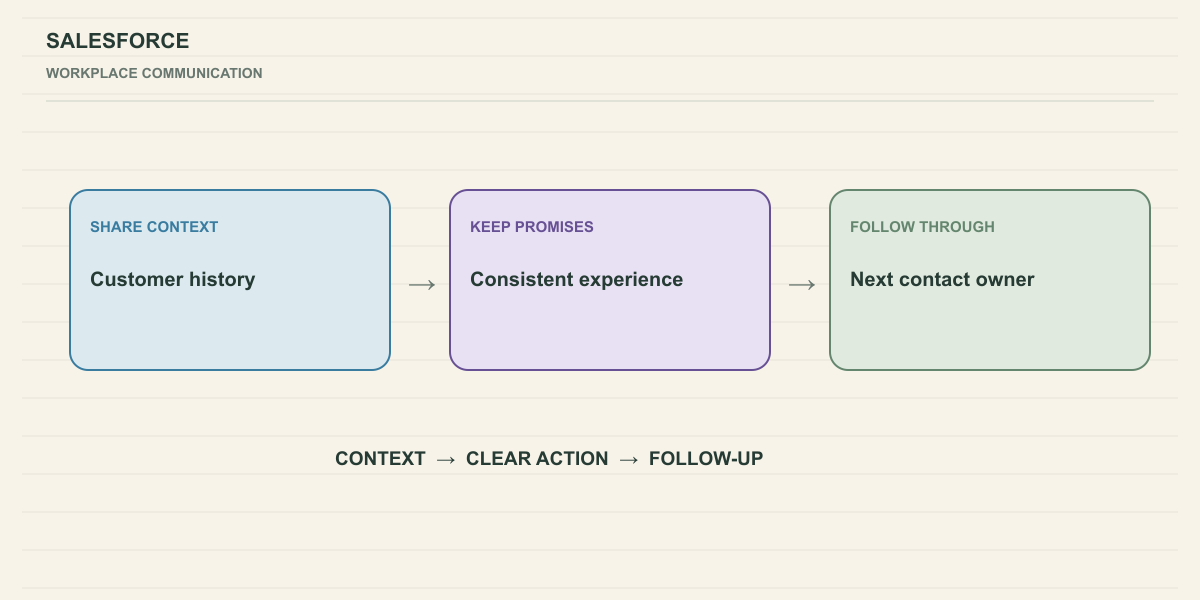 SALESFORCE
WORKPLACE COMMUNICATION
SHARE CONTEXT
Customer history
→
KEEP PROMISES
Consistent experience
→
FOLLOW THROUGH
Next contact owner
CONTEXT → CLEAR ACTION → FOLLOW-UP